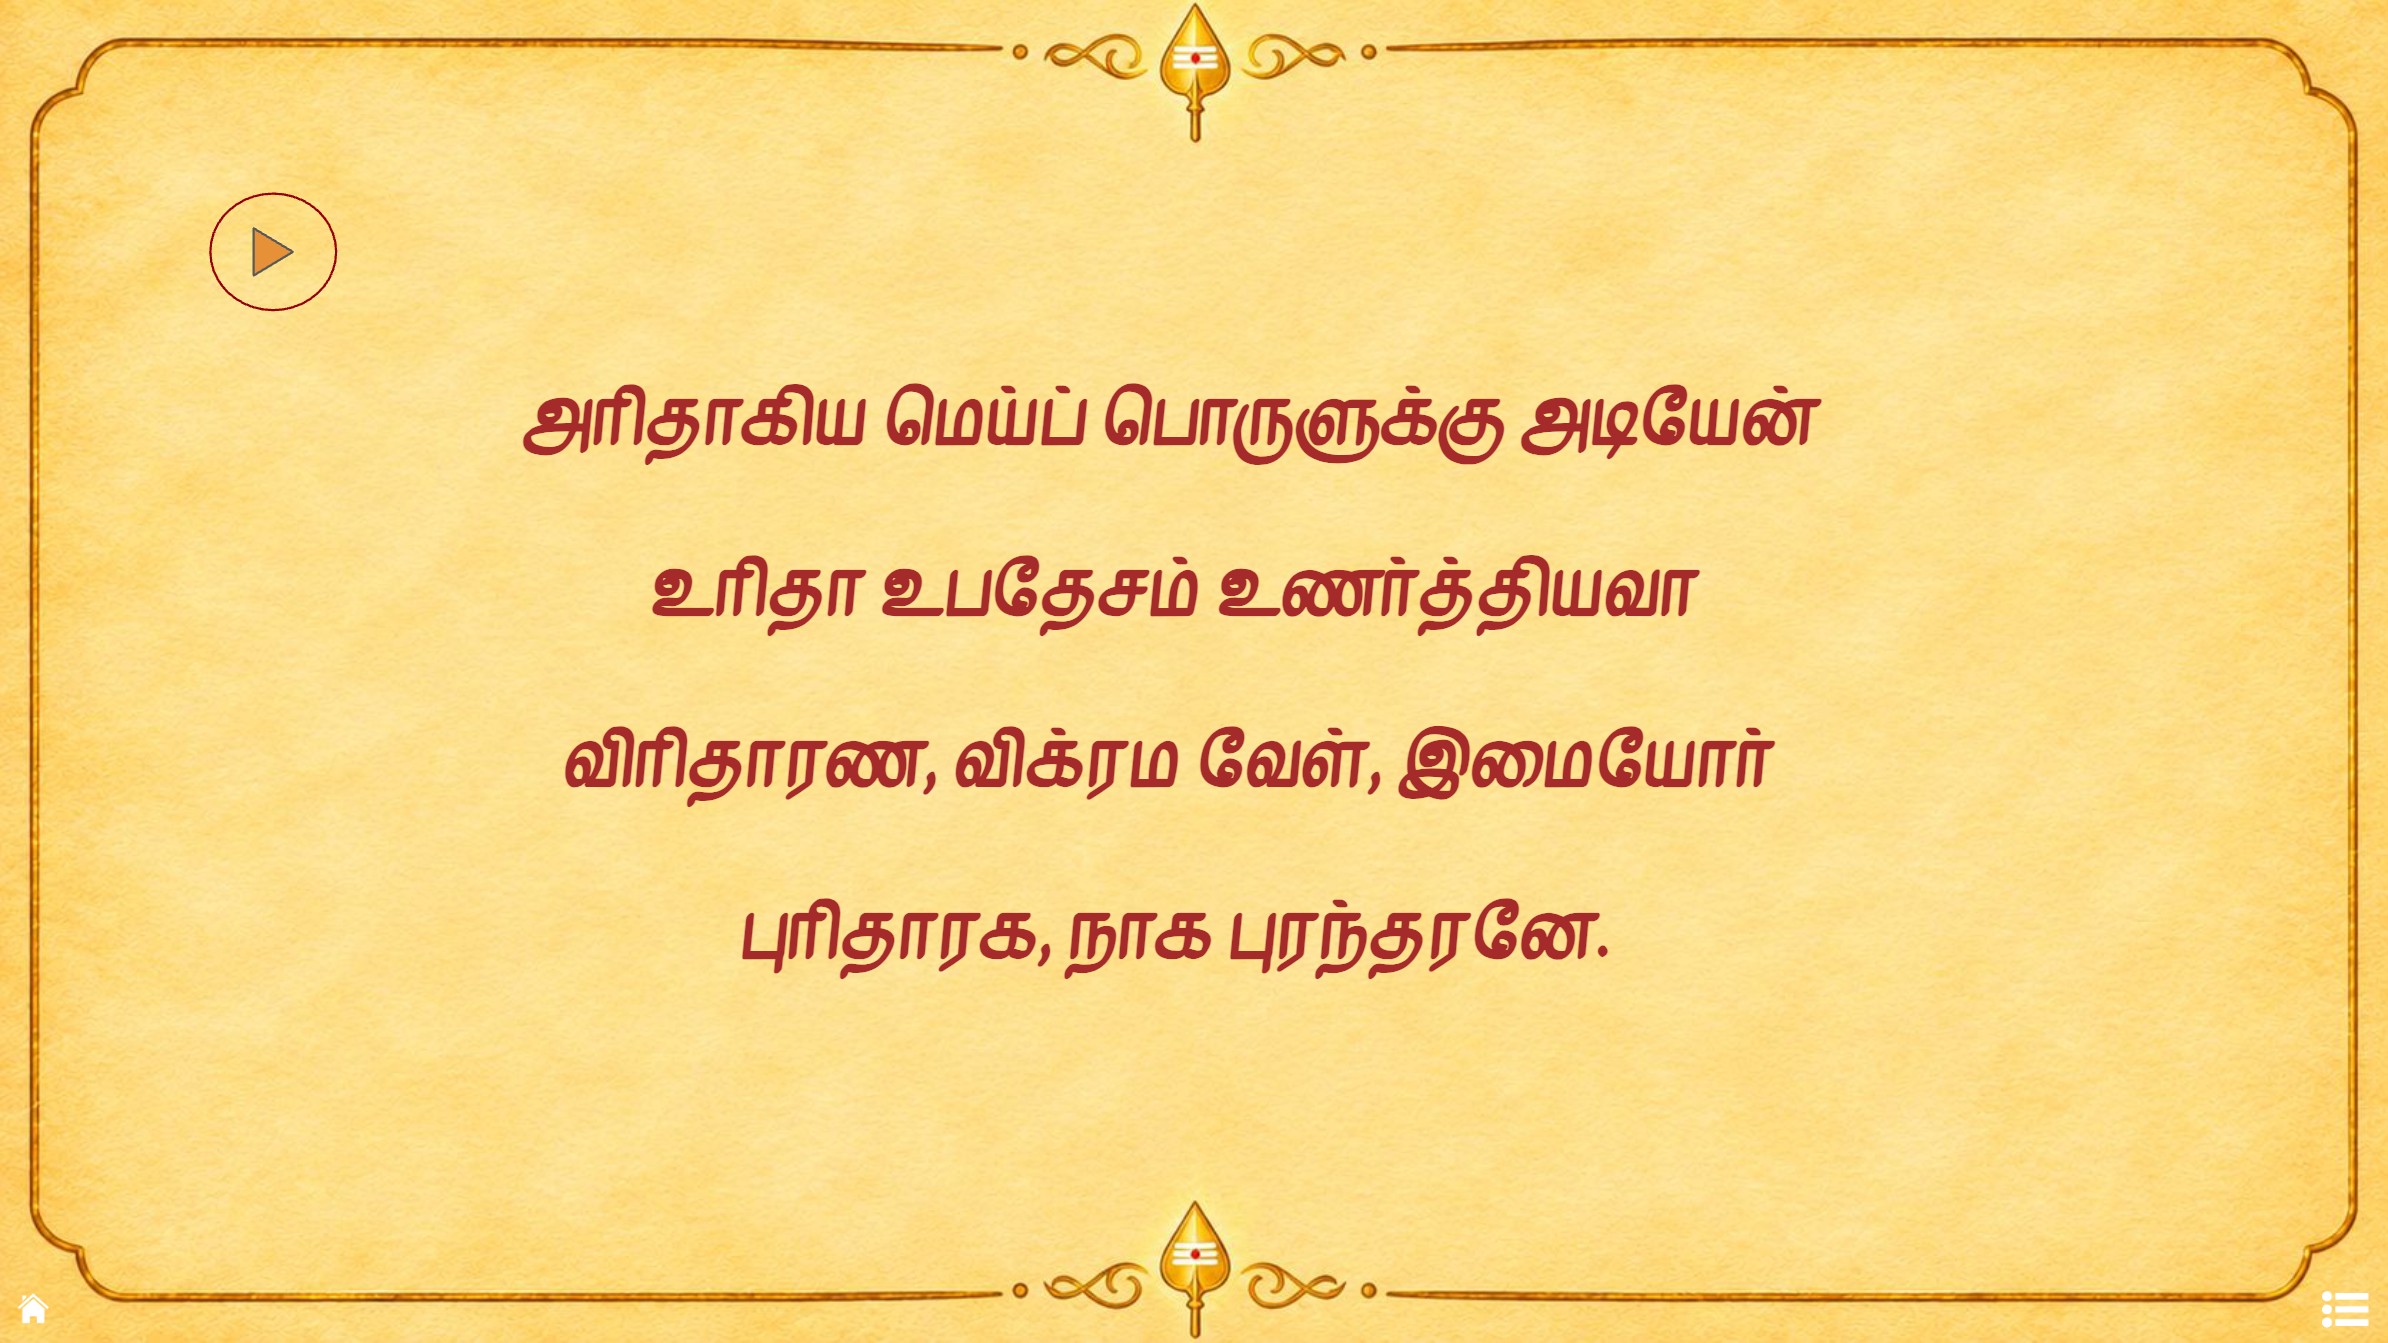 அரிதாகிய மெய்ப் பொருளுக்கு அடியேன்
உரிதா உபதேசம் உணர்த்தியவா
விரிதாரண, விக்ரம வேள், இமையோர்
புரிதாரக, நாக புரந்தரனே.